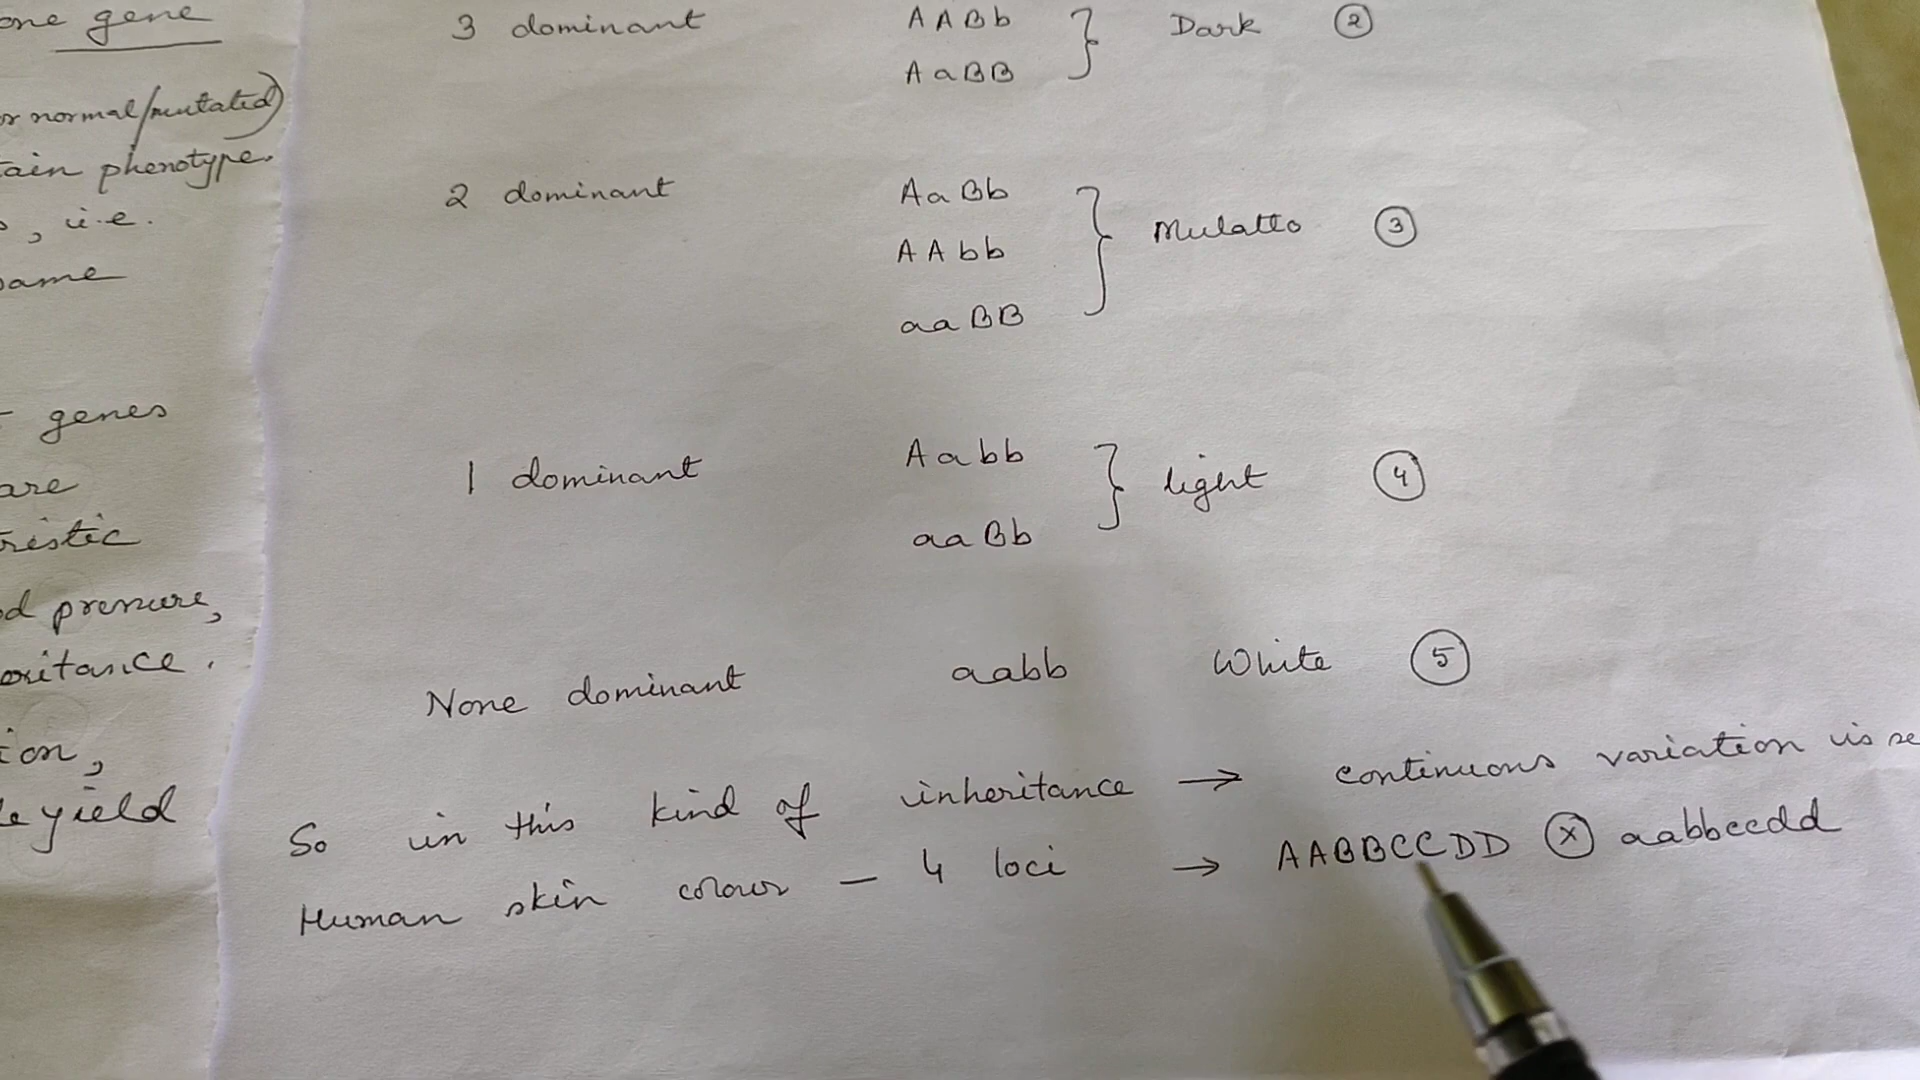 one gene
normal/mutated)
phenotype.
, i.e.
same
genes
are
pressure,
yield
3 dominant AABb } Dark 2
AaBB
2 dominant AaBb
AAbb } Mulatto 3
aaBB
1 dominant Aabb } light 4
aaBb
None dominant aabb White 5
So in this kind of inheritance → continuous variation is
Human skin colour – 4 loci → AABBCCDD X aabbccdd